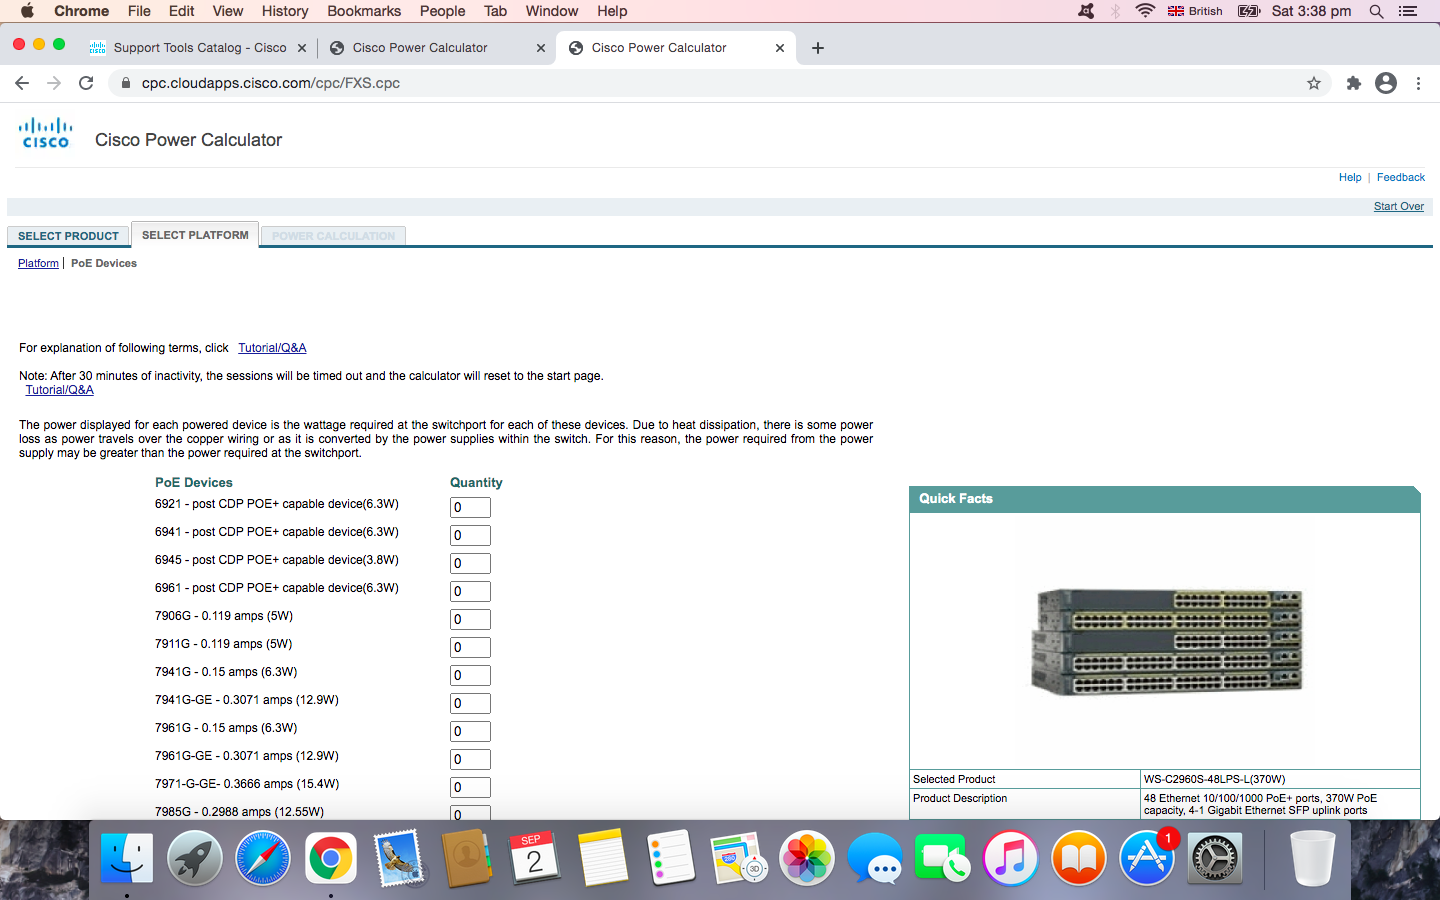 Chrome File Edit View History Bookmarks People Tab Window Help British Sat 3:38 pm
Support Tools Catalog - Cisco Cisco Power Calculator Cisco Power Calculator
cpc.cloudapps.cisco.com/cpc/FXS.cpc
CISCO Cisco Power Calculator
Help | Feedback
Start Over
SELECT PRODUCT SELECT PLATFORM POWER CALCULATION
Platform | PoE Devices
For explanation of following terms, click Tutorial/Q&A
Note: After 30 minutes of inactivity, the sessions will be timed out and the calculator will reset to the start page.
Tutorial/Q&A
The power displayed for each powered device is the wattage required at the switchport for each of these devices. Due to heat dissipation, there is some power
loss as power travels over the copper wiring or as it is converted by the power supplies within the switch. For this reason, the power required from the power
supply may be greater than the power required at the switchport.
PoE Devices Quantity
6921 - post CDP POE+ capable device(6.3W) 0
6941 - post CDP POE+ capable device(6.3W) 0
6945 - post CDP POE+ capable device(3.8W) 0
6961 - post CDP POE+ capable device(6.3W) 0
7906G - 0.119 amps (5W) 0
7911G - 0.119 amps (5W) 0
7941G - 0.15 amps (6.3W) 0
7941G-GE - 0.3071 amps (12.9W) 0
7961G - 0.15 amps (6.3W) 0
7961G-GE - 0.3071 amps (12.9W) 0
7971-G-GE- 0.3666 amps (15.4W) 0
7985G - 0.2988 amps (12.55W) 0
Quick Facts
Selected Product WS-C2960S-48LPS-L(370W)
Product Description 48 Ethernet 10/100/1000 PoE+ ports, 370W PoE
capacity, 4-1 Gigabit Ethernet SFP uplink ports
SEP
2
280
3D
1